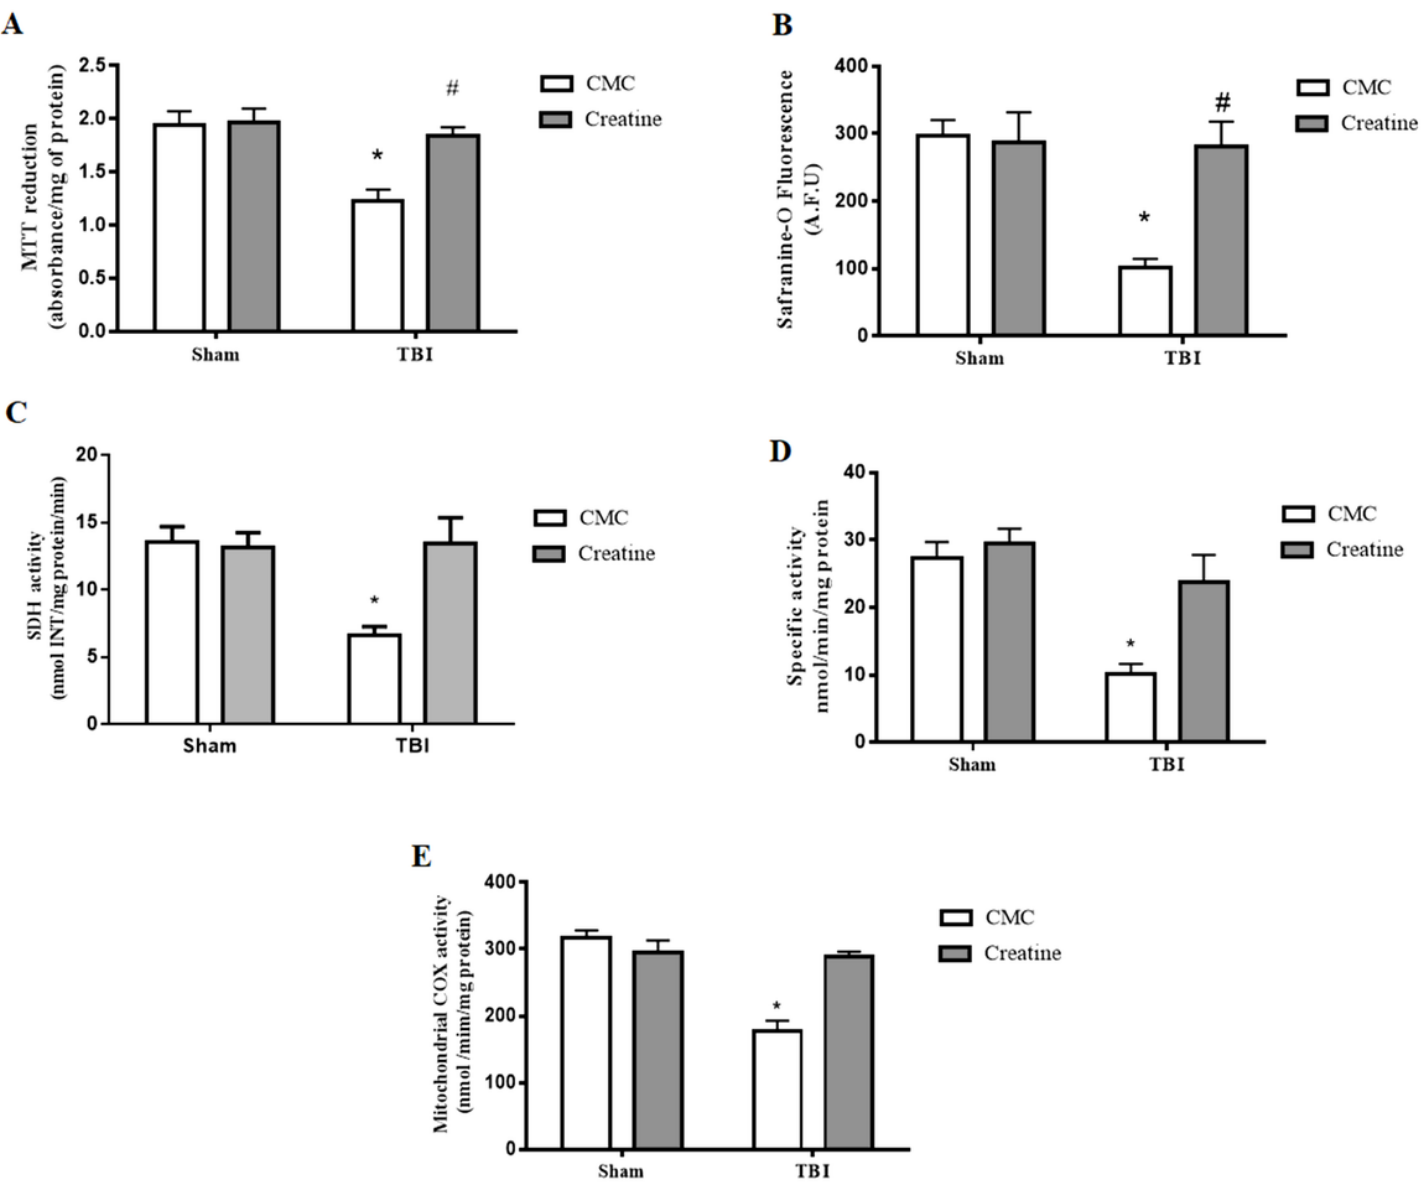 A
MTT reduction
(absorbance/mg of protein)
2.5
2.0
1.5
1.0
0.5
0.0
*
#
Sham
TBI
CMC
Creatine
B
Safranine-O Fluorescence
(A.F.U)
400
300
200
100
0
*
#
Sham
TBI
CMC
Creatine
C
SDH activity
(nmol INT/mg protein/min)
20
15
10
5
0
*
Sham
TBI
CMC
Creatine
D
Specific activity
nmol/min/mg protein
40
30
20
10
0
*
Sham
TBI
CMC
Creatine
E
Mitochondrial COX activity
(nmol /mim/mg protein)
400
300
200
100
0
*
Sham
TBI
CMC
Creatine